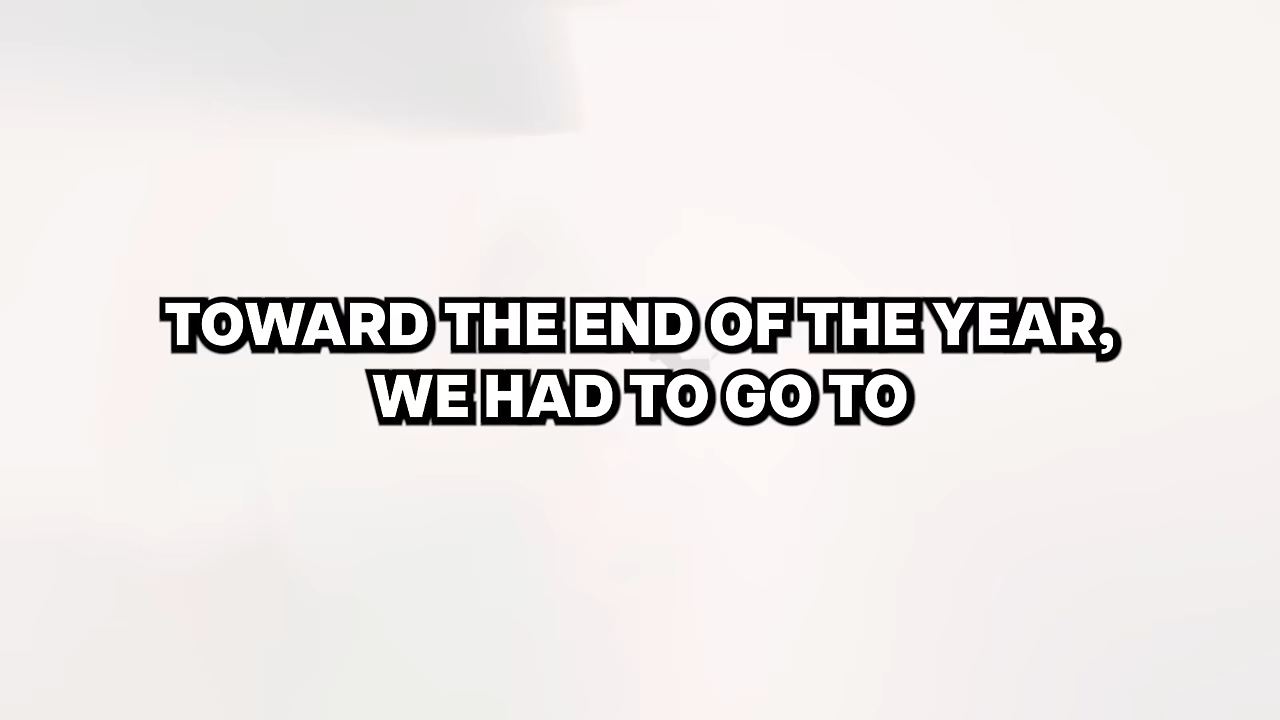 TOWARD THE END OF THE YEAR,
WE HAD TO GO TO